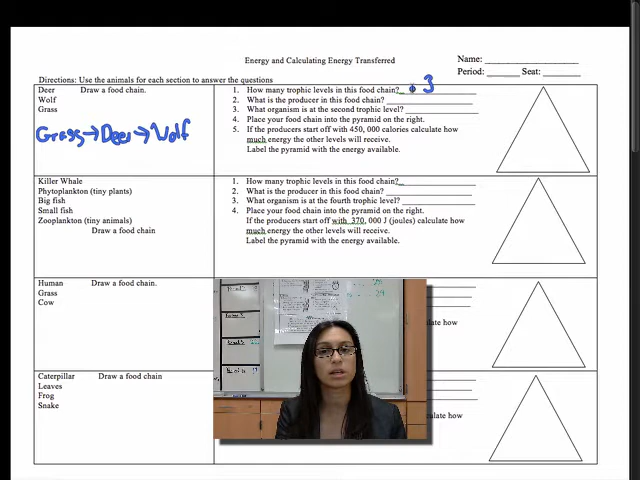 Energy and Calculating Energy Transferred
Name: ____________________
Period: _______ Seat: ________
Directions: Use the animals for each section to answer the questions
Deer Draw a food chain.
Wolf
Grass
Grass→Deer→Wolf
1. How many trophic levels in this food chain?_ 3
2. What is the producer in this food chain? ____________________
3. What organism is at the second trophic level? _________________
4. Place your food chain into the pyramid on the right.
5. If the producers start off with 450, 000 calories calculate how
much energy the other levels will receive.
Label the pyramid with the energy available.
Killer Whale
Phytoplankton (tiny plants)
Big fish
Small fish
Zooplankton (tiny animals)
Draw a food chain
1. How many trophic levels in this food chain?_
2. What is the producer in this food chain? ____________________
3. What organism is at the fourth trophic level? _________________
4. Place your food chain into the pyramid on the right.
If the producers start off with 370, 000 J (joules) calculate how
much energy the other levels will receive.
Label the pyramid with the energy available.
Human Draw a food chain
Grass
Cow
ulate how
Caterpillar Draw a food chain
Leaves
Frog
Snake
culate how